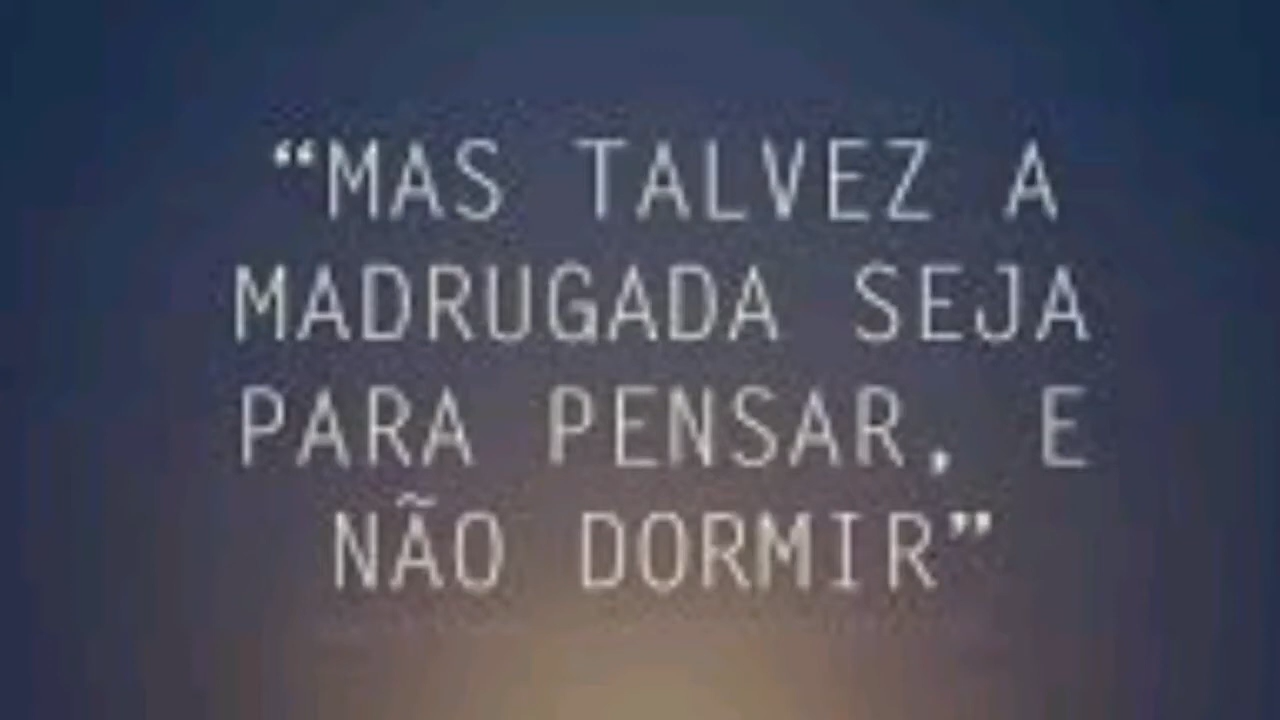 “MAS TALVEZ A
MADRUGADA SEJA
PARA PENSAR, E
NÃO DORMIR”